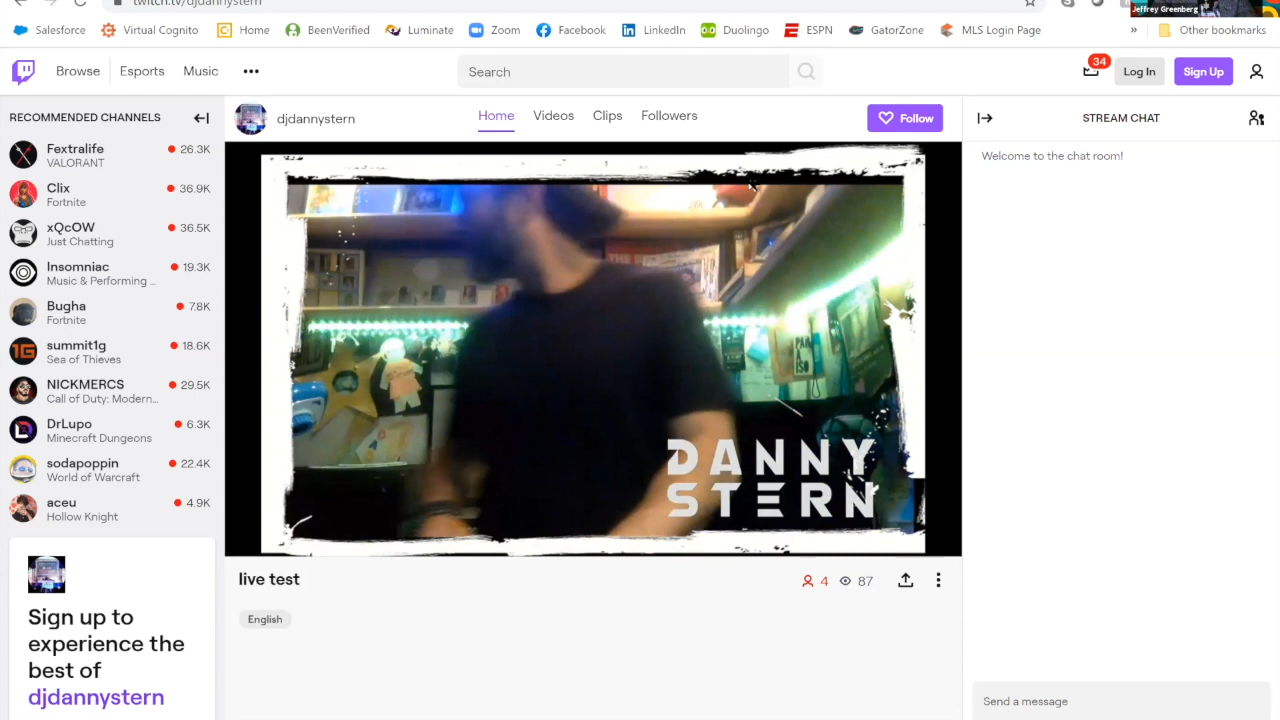 twitch.tv/djdannystern
Jeffrey Greenberg
Salesforce Virtual Cognito Home BeenVerified Luminate Zoom Facebook LinkedIn Duolingo ESPN GatorZone MLS Login Page » Other bookmarks
Browse Esports Music ••• Search 34 Log In Sign Up
RECOMMENDED CHANNELS
Fextralife 26.3K
VALORANT
Clix 36.9K
Fortnite
xQcOW 36.5K
Just Chatting
Insomniac 19.3K
Music & Performing ...
Bugha 7.8K
Fortnite
summit1g 18.6K
Sea of Thieves
NICKMERCS 29.5K
Call of Duty: Modern...
DrLupo 6.3K
Minecraft Dungeons
sodapoppin 22.4K
World of Warcraft
aceu 4.9K
Hollow Knight
Sign up to
experience the
best of
djdannystern
djdannystern Home Videos Clips Followers Follow
PAR
A
ISO
DANNY
STERN
live test 4 87
English
STREAM CHAT
Welcome to the chat room!
Send a message